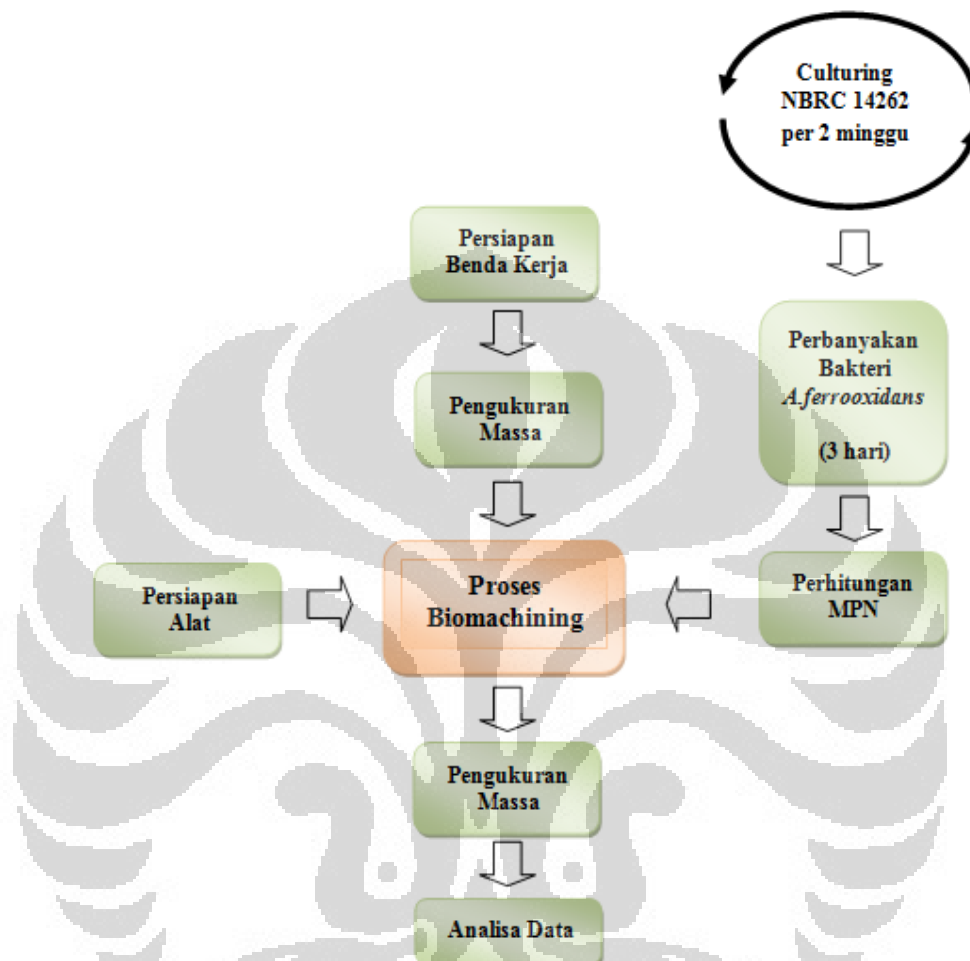 Culturing
NBRC 14262
per 2 minggu
Persiapan
Benda Kerja
Perbanyakan
Bakteri
A.ferrooxidans
(3 hari)
Pengukuran
Massa
Persiapan
Alat
Proses
Biomachining
Perhitungan
MPN
Pengukuran
Massa
Analisa Data